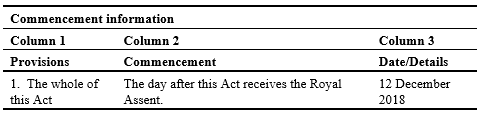 Commencement information
Column 1 Column 2 Column 3
Provisions Commencement Date/Details
1. The whole of The day after this Act receives the Royal 12 December
this Act Assent. 2018